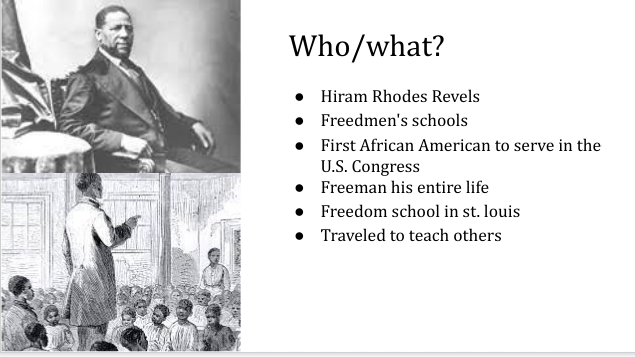 Who/what?
● Hiram Rhodes Revels
● Freedmen's schools
● First African American to serve in the
U.S. Congress
● Freeman his entire life
● Freedom school in st. louis
● Traveled to teach others